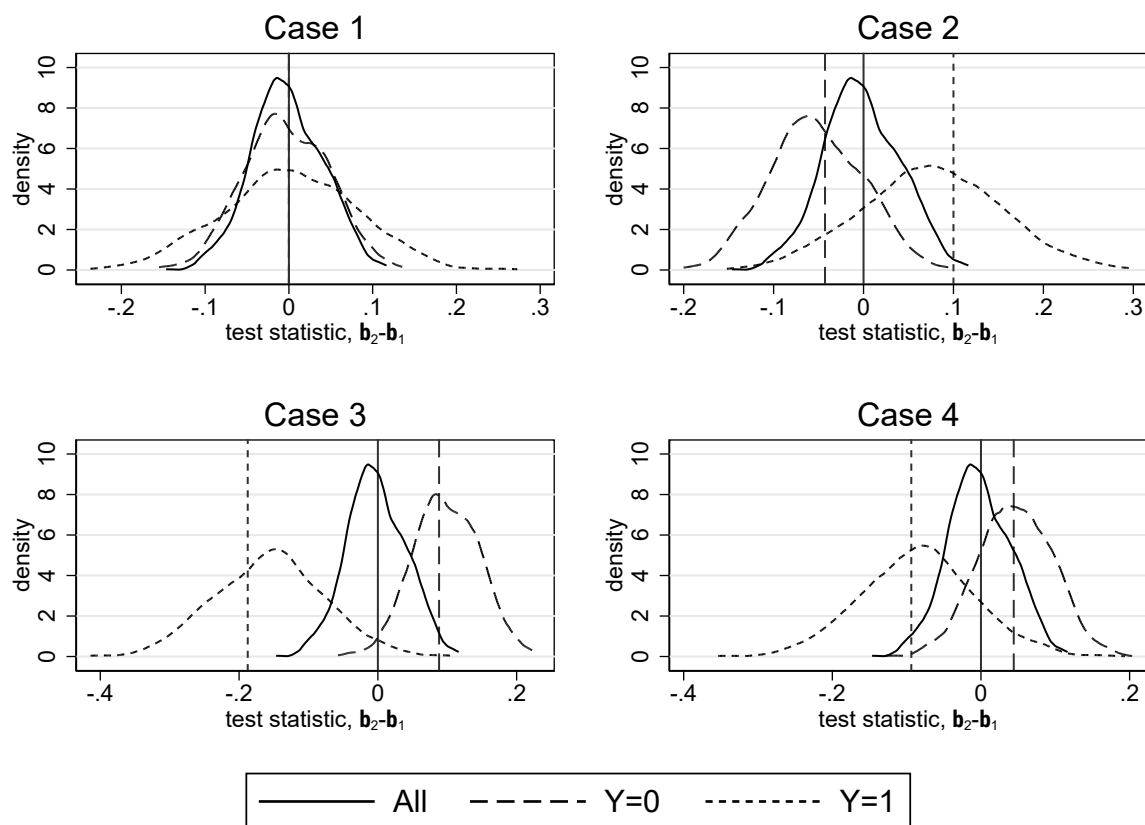 Case 1
10
8
6
4
2
0
density
-.2 -.1 0 .1 .2 .3
test statistic, b₂-b₁
Case 2
10
8
6
4
2
0
density
-.2 -.1 0 .1 .2 .3
test statistic, b₂-b₁
Case 3
10
8
6
4
2
0
density
-.4 -.2 0 .2
test statistic, b₂-b₁
Case 4
10
8
6
4
2
0
density
-.4 -.2 0 .2
test statistic, b₂-b₁
All Y=0 Y=1